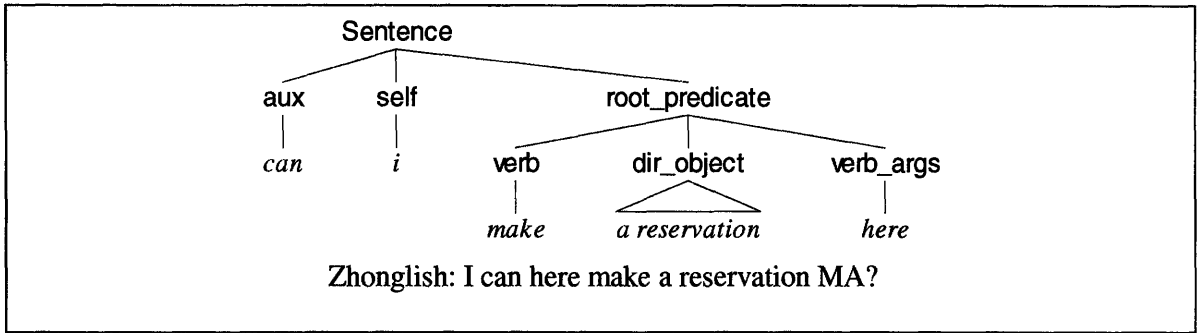 Sentence
aux self root_predicate
can i
verb dir_object verb_args
make a reservation here
Zhonglish: I can here make a reservation MA?